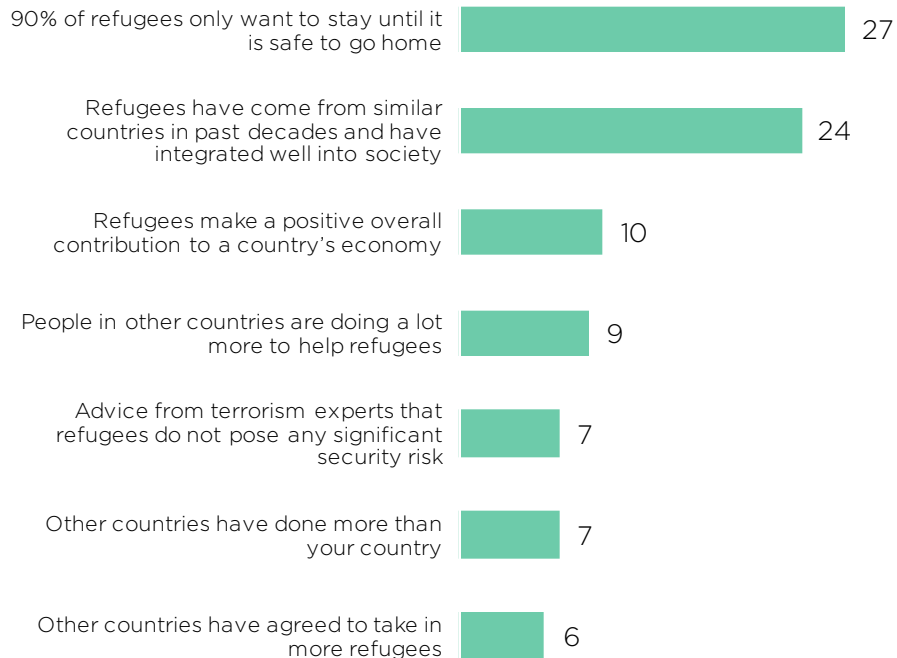 90% of refugees only want to stay until it
is safe to go home
27
Refugees have come from similar
countries in past decades and have
integrated well into society
24
Refugees make a positive overall
contribution to a country’s economy
10
People in other countries are doing a lot
more to help refugees
9
Advice from terrorism experts that
refugees do not pose any significant
security risk
7
Other countries have done more than
your country
7
Other countries have agreed to take in
more refugees
6